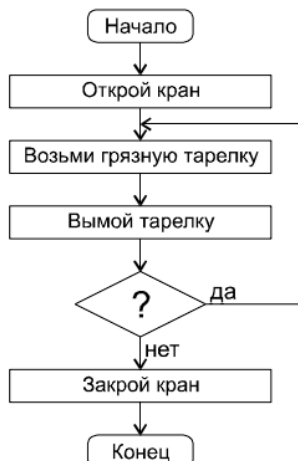 Начало
Открой кран
Возьми грязную тарелку
Вымой тарелку
?
да
нет
Закрой кран
Конец